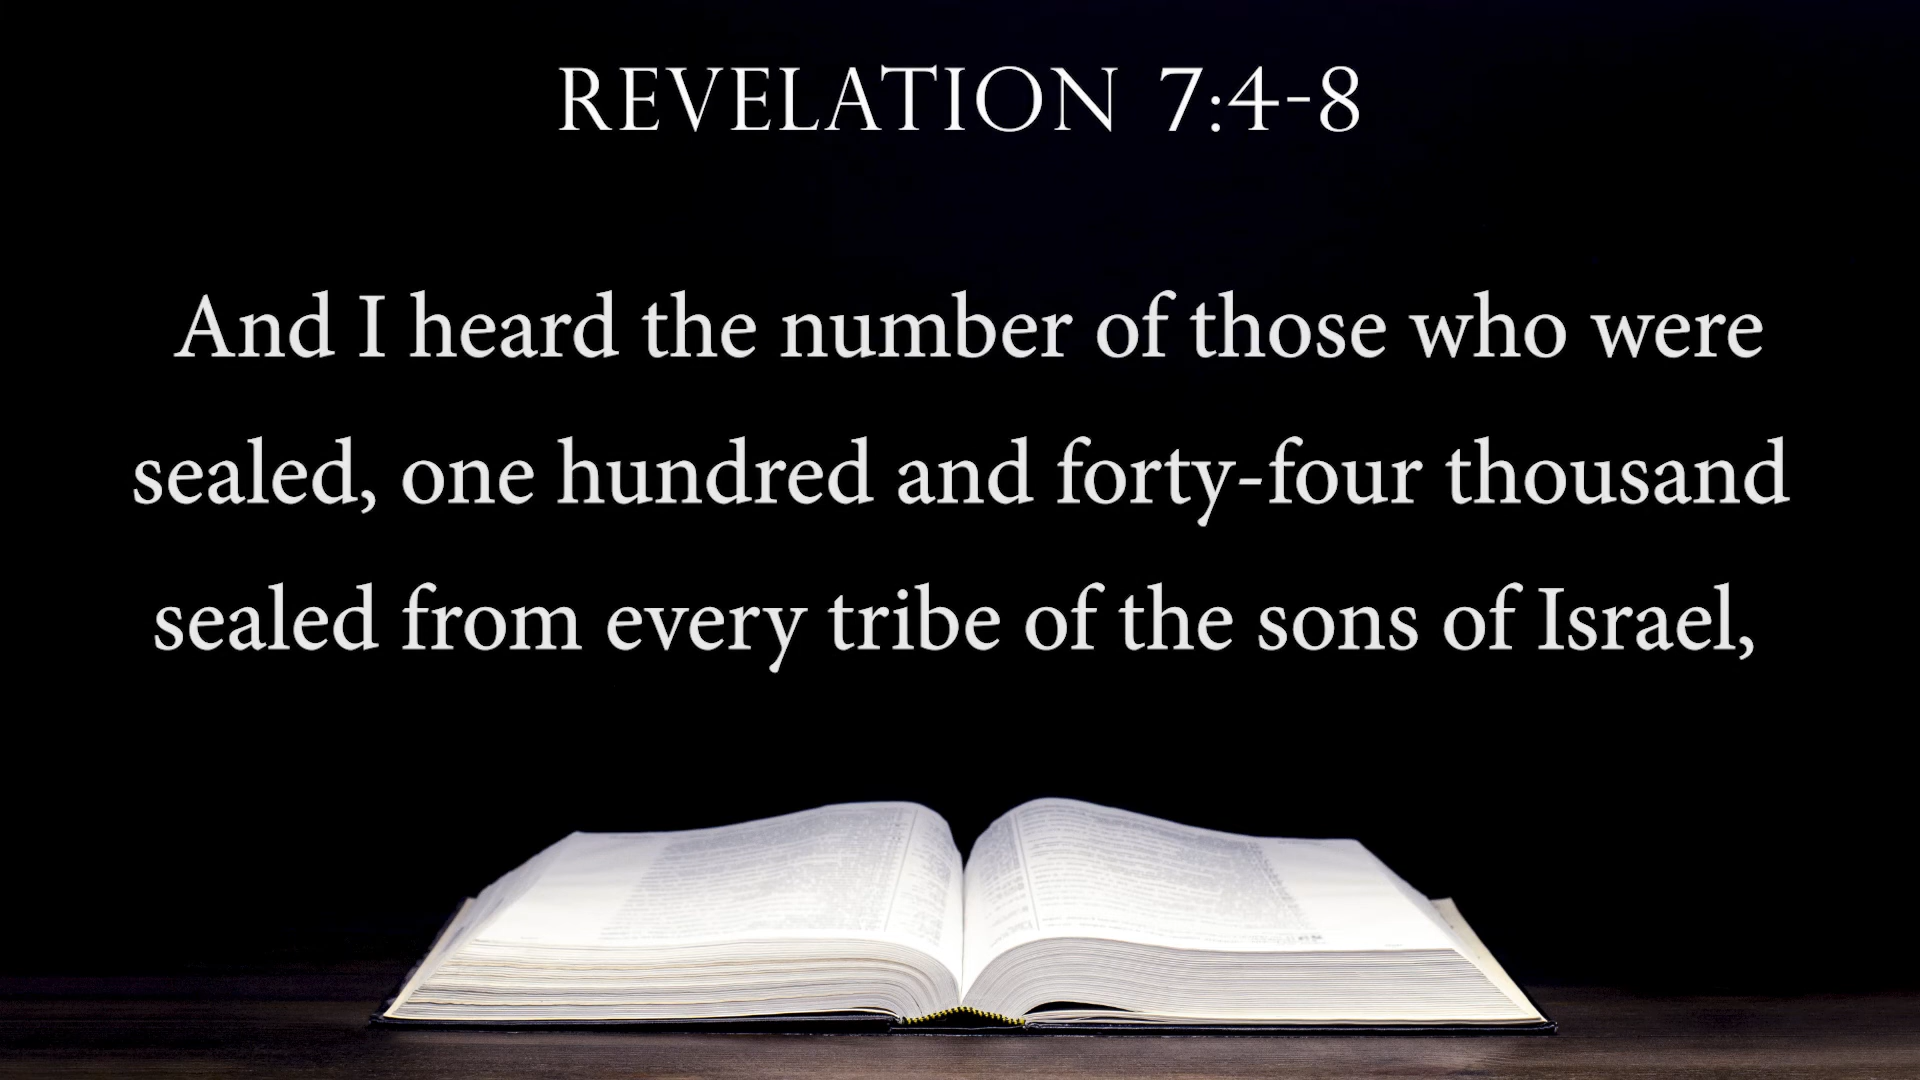 REVELATION 7:4-8
And I heard the number of those who were
sealed, one hundred and forty-four thousand
sealed from every tribe of the sons of Israel,